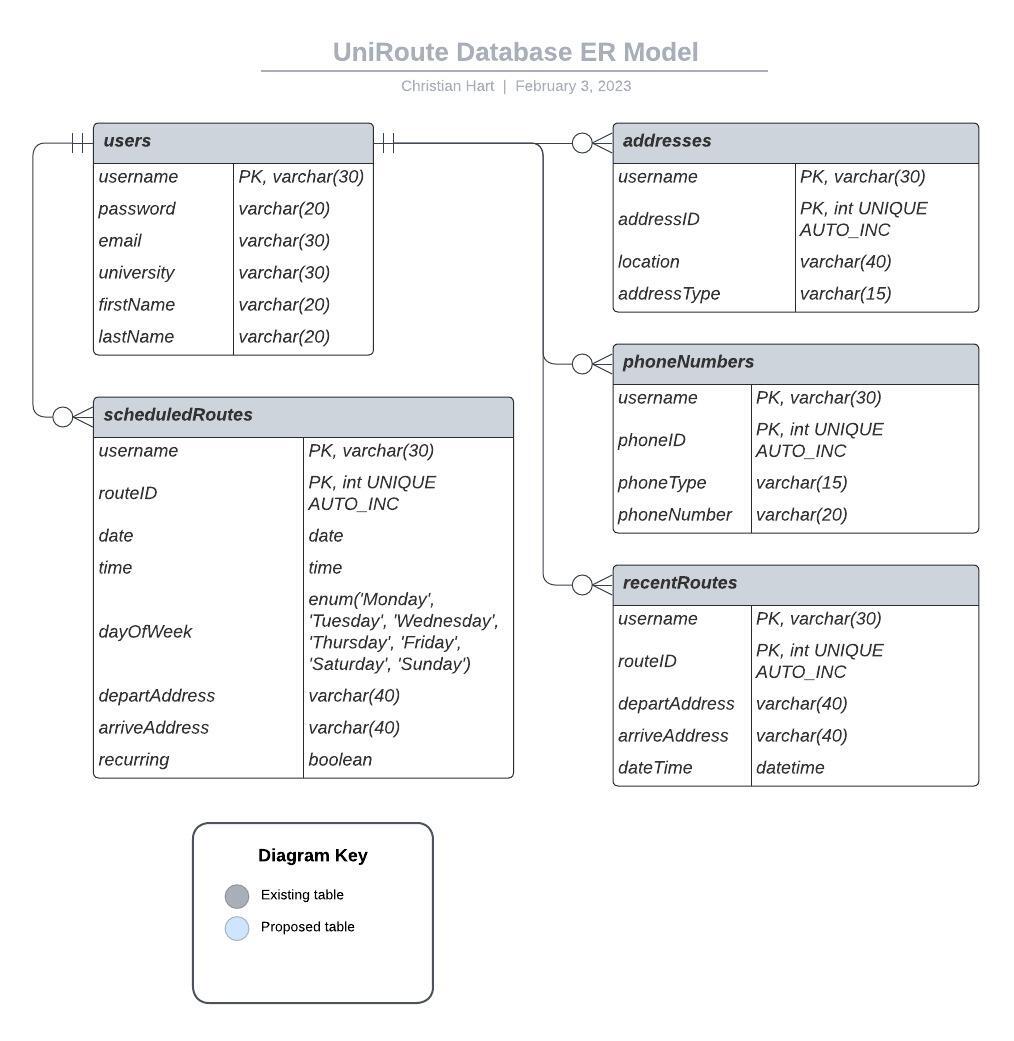 UniRoute Database ER Model
Christian Hart | February 3, 2023
users
username PK, varchar(30)
password varchar(20)
email varchar(30)
university varchar(30)
firstName varchar(20)
lastName varchar(20)
scheduledRoutes
username PK, varchar(30)
routeID PK, int UNIQUE
AUTO_INC
date date
time time
dayOfWeek enum('Monday',
'Tuesday', 'Wednesday',
'Thursday', 'Friday',
'Saturday', 'Sunday')
departAddress varchar(40)
arriveAddress varchar(40)
recurring boolean
addresses
username PK, varchar(30)
addressID PK, int UNIQUE
AUTO_INC
location varchar(40)
addressType varchar(15)
phoneNumbers
username PK, varchar(30)
phoneID PK, int UNIQUE
AUTO_INC
phoneType varchar(15)
phoneNumber varchar(20)
recentRoutes
username PK, varchar(30)
routeID PK, int UNIQUE
AUTO_INC
departAddress varchar(40)
arriveAddress varchar(40)
dateTime datetime
Diagram Key
Existing table
Proposed table